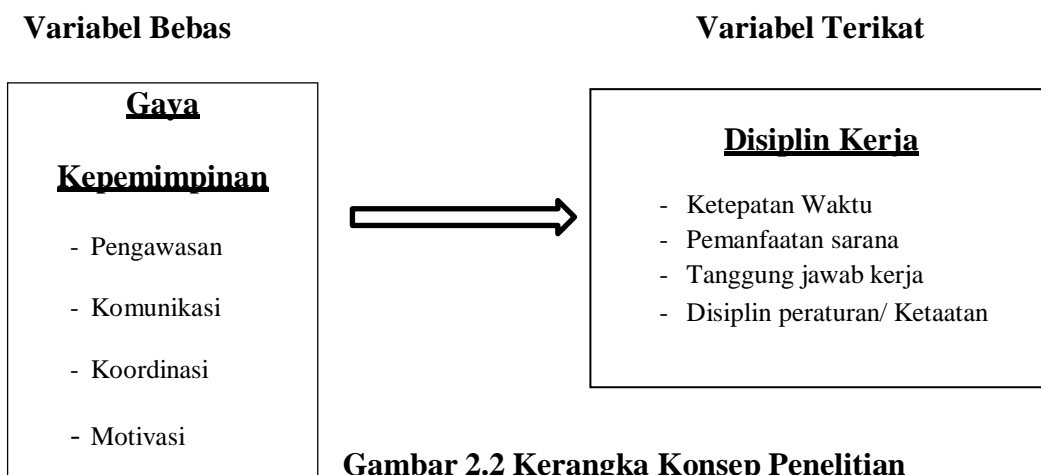 Variabel Bebas
Variabel Terikat
Gaya
Kepemimpinan
- Pengawasan
- Komunikasi
- Koordinasi
- Motivasi
Disiplin Kerja
- Ketepatan Waktu
- Pemanfaatan sarana
- Tanggung jawab kerja
- Disiplin peraturan/ Ketaatan
Gambar 2.2 Kerangka Konsep Penelitian